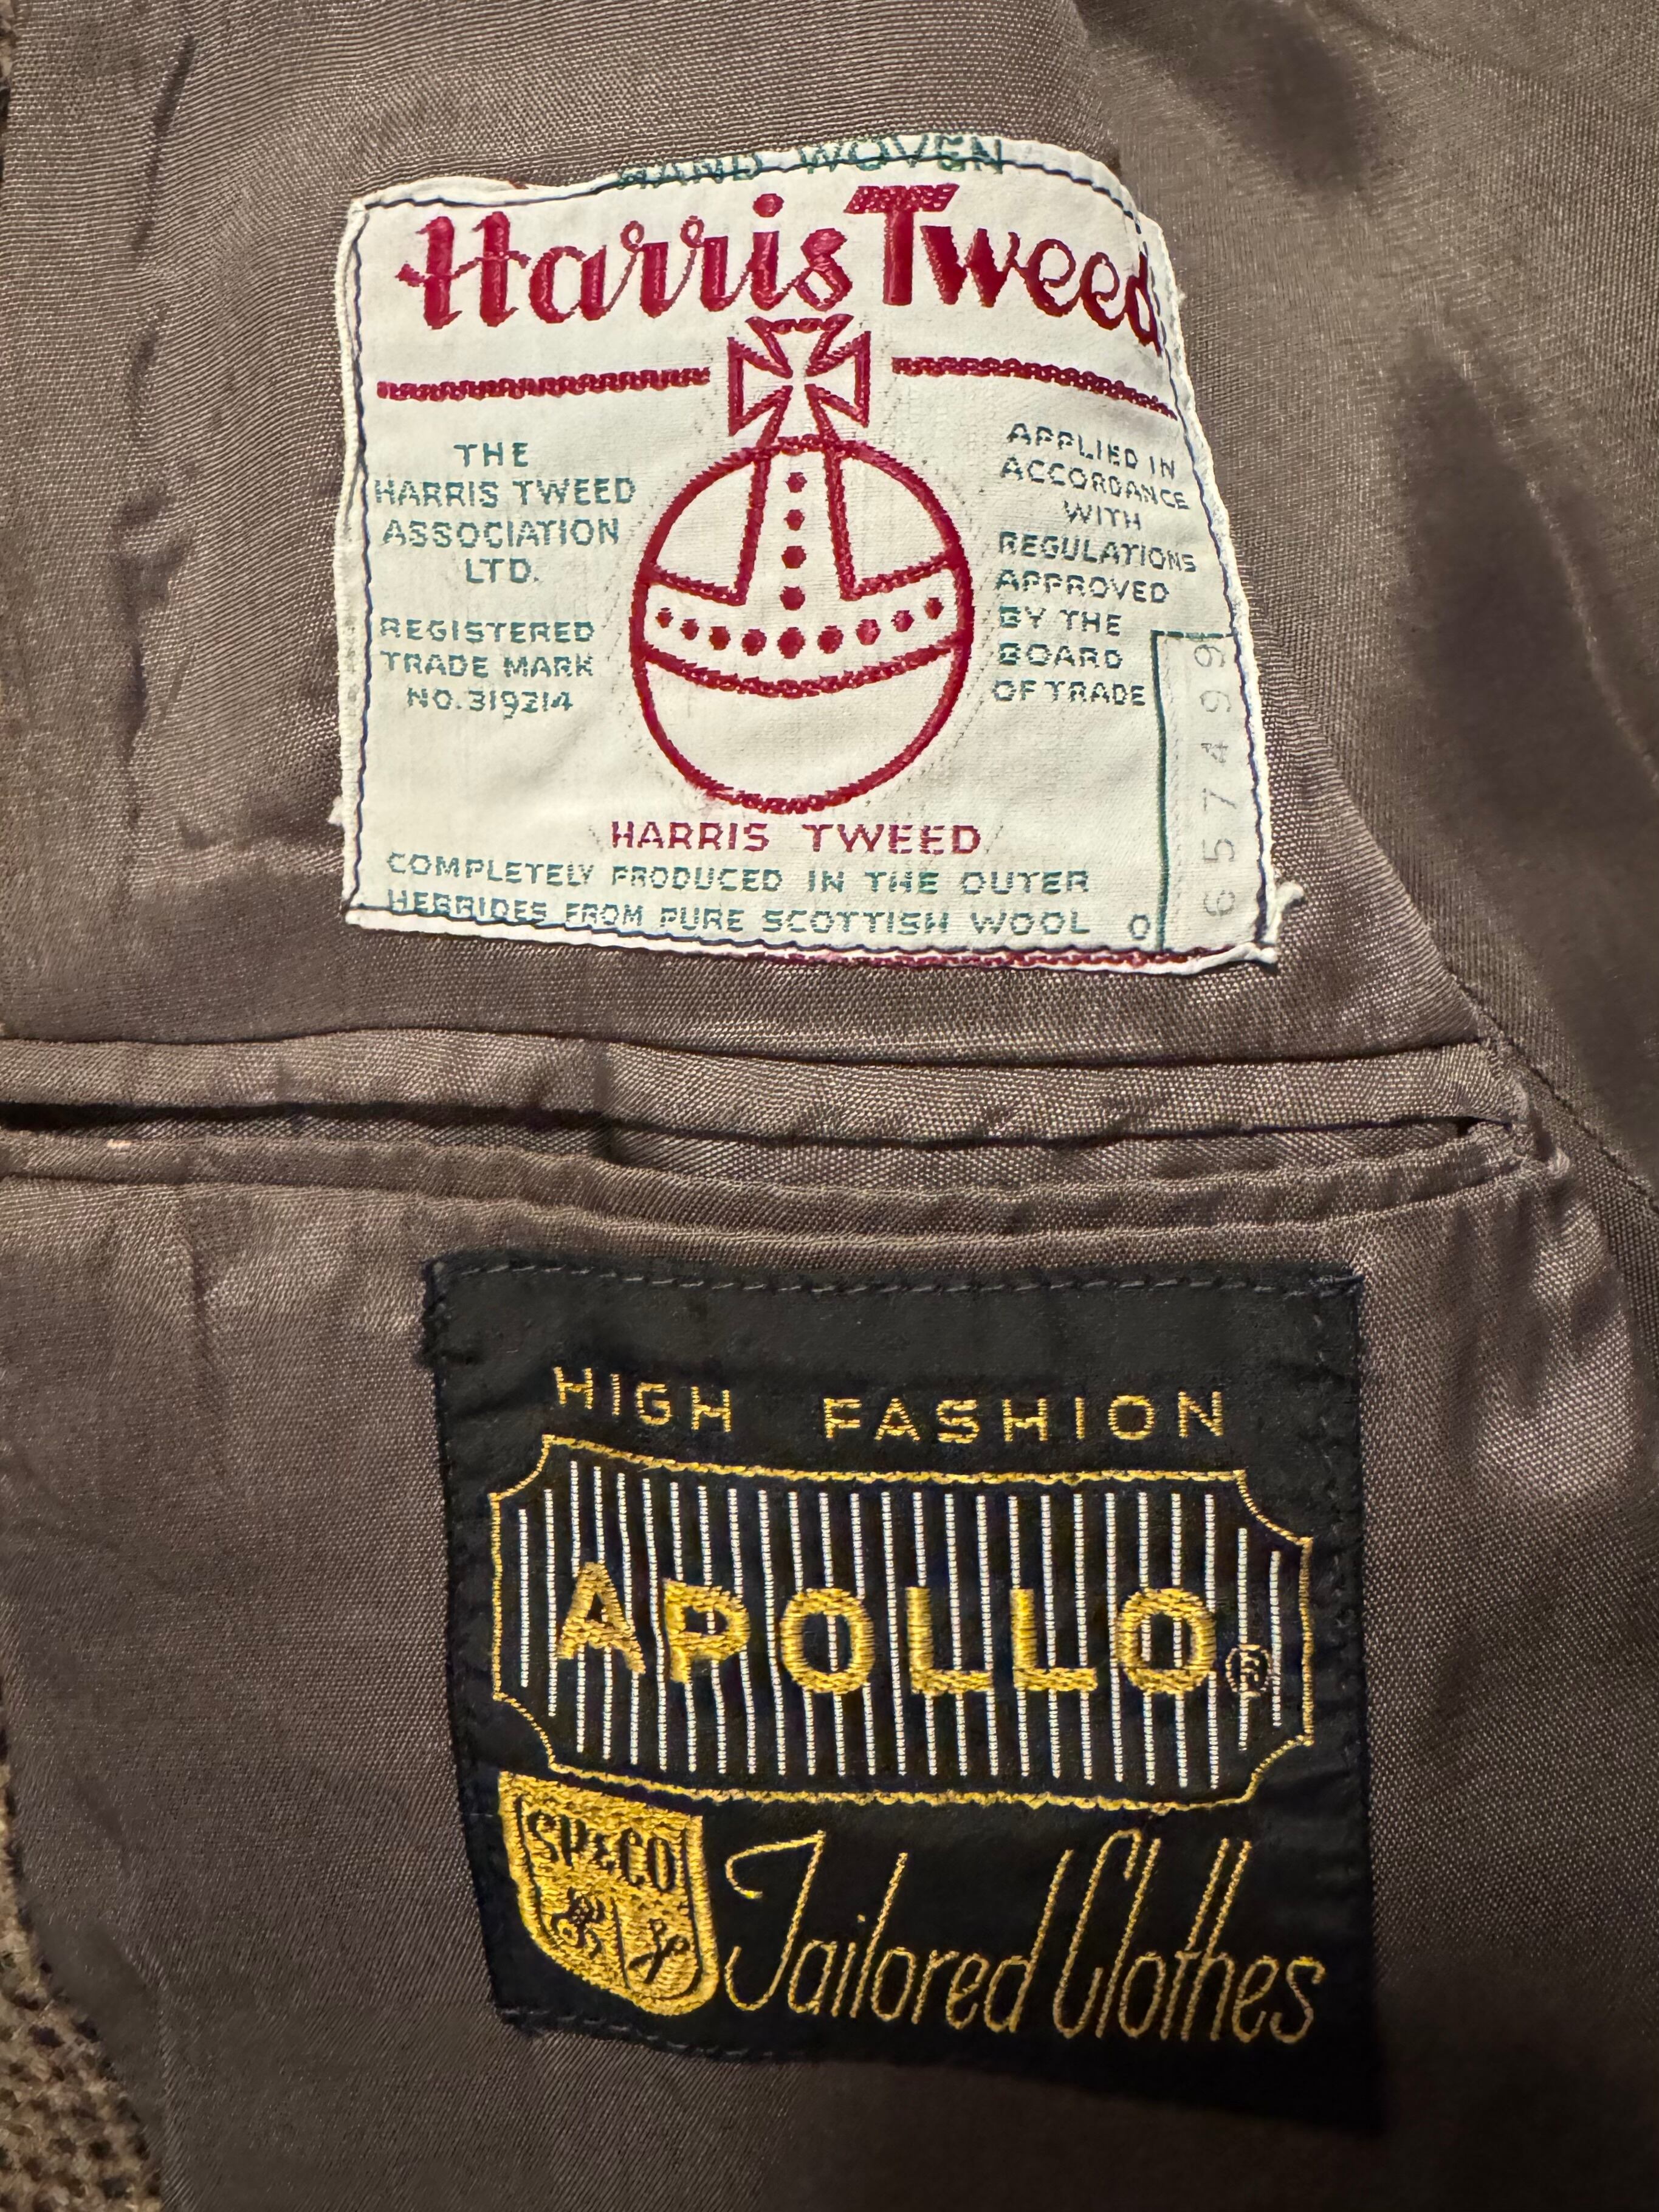 HAND WOVEN
Harris Tweed
THE
HARRIS TWEED
ASSOCIATION
LTD.
REGISTERED
TRADE MARK
NO. 319214
APPLIED IN
ACCORDANCE
WITH
REGULATIONS
APPROVED
BY THE
BOARD
OF TRADE
HARRIS TWEED
COMPLETELY PRODUCED IN THE OUTER
HEBRIDES FROM PURE SCOTTISH WOOL O
657499
HIGH FASHION
APOLLO®
SP&CO
Tailored Clothes